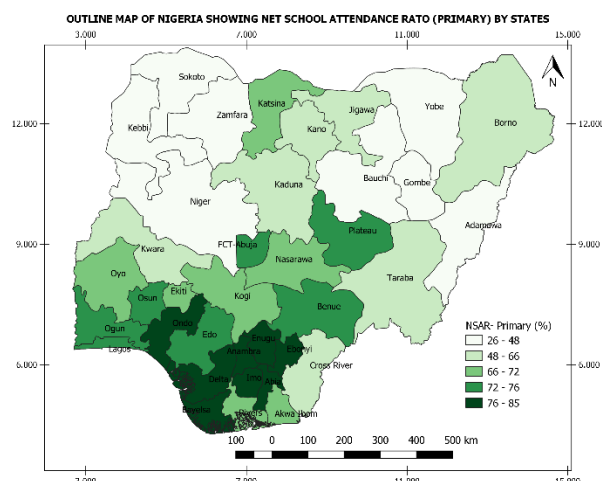 OUTLINE MAP OF NIGERIA SHOWING NET SCHOOL ATTENDANCE RATO (PRIMARY) BY STATES
3.000 7.000 11.000 15.000
N
Sokoto
Katsina
Yobe
Jigawa
Zamfara
Borno
12.000 12.000
Kebbi
Kano
Bauchi
Gombe
Kaduna
Niger
Adamawa
Plateau
9.000 9.000
FCT-Abuja
Kwara
Nasarawa
Oyo
Taraba
Ekiti
Osun
Kogi
Benue
Ondo
Ogun
Edo
Enugu
Lagos
Anambra
Ebonyi
6.000 6.000
Cross River
Delta
Imo
Abia
Bayelsa
Rivers
Akwa Ibom
NSAR- Primary (%)
26 - 48
48 - 66
66 - 72
72 - 76
76 - 85
100 0 100 200 300 400 500 km
3.000 7.000 11.000 15.000